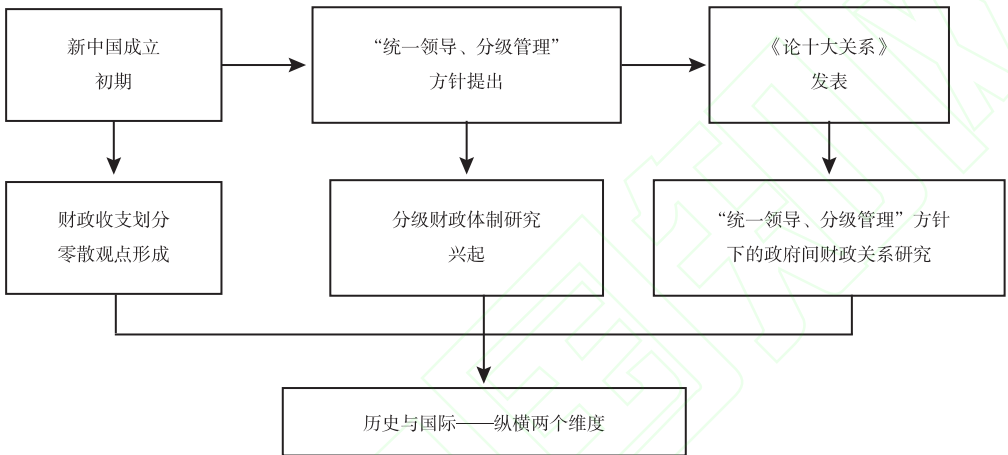 新中国成立
初期
“统一领导、分级管理”
方针提出
《论十大关系》
发表
财政收支划分
零散观点形成
分级财政体制研究
兴起
“统一领导、分级管理”方针
下的政府间财政关系研究
历史与国际——纵横两个维度